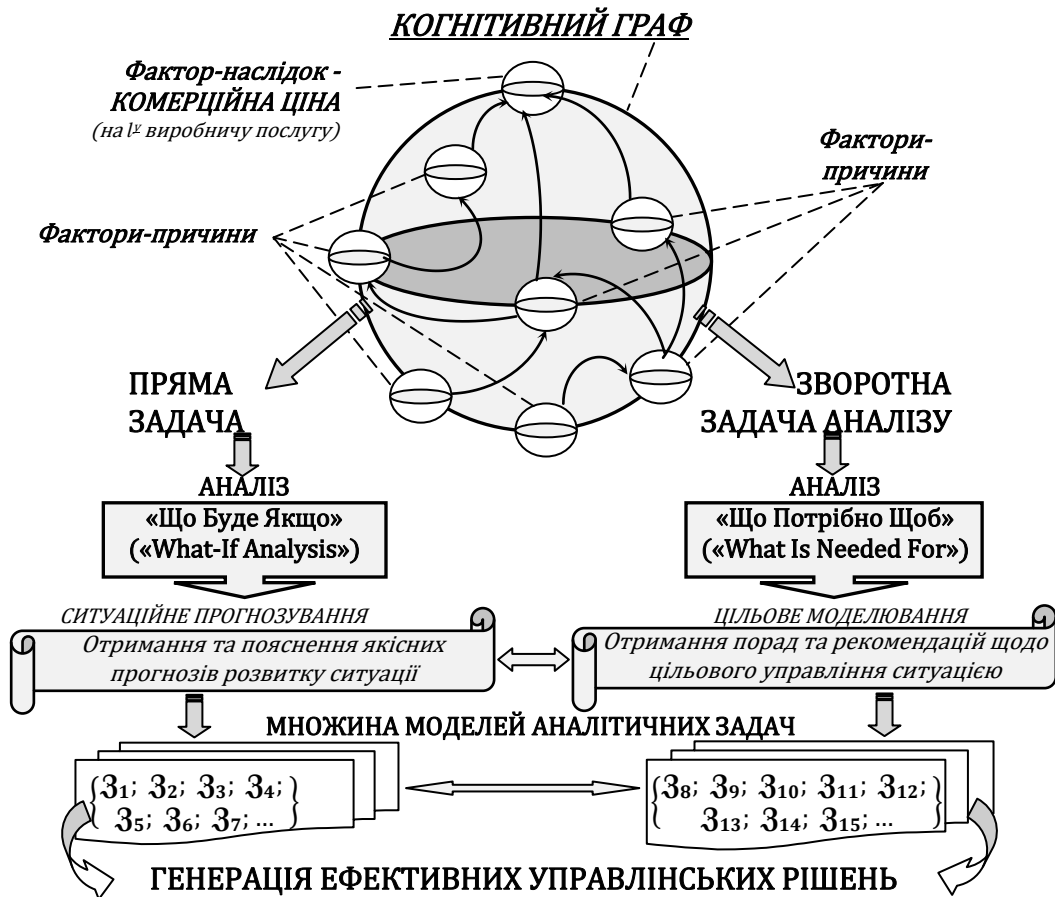 КОГНІТИВНИЙ ГРАФ
Фактор-наслідок -
КОМЕРЦІЙНА ЦІНА
(на lу виробничу послугу)
Фактори-
причини
Фактори-причини
ПРЯМА
ЗАДАЧА
ЗВОРОТНА
ЗАДАЧА АНАЛІЗУ
АНАЛІЗ
«Що Буде Якщо»
(«What-If Analysis»)
АНАЛІЗ
«Що Потрібно Щоб»
(«What Is Needed For»)
СИТУАЦІЙНЕ ПРОГНОЗУВАННЯ
Отримання та пояснення якісних
прогнозів розвитку ситуації
ЦІЛЬОВЕ МОДЕЛЮВАННЯ
Отримання порад та рекомендацій щодо
цільового управління ситуацією
МНОЖИНА МОДЕЛЕЙ АНАЛІТИЧНИХ ЗАДАЧ
{З1; З2; З3; З4;
З5; З6; З7; ...}
{З8; З9; З10; З11; З12;
З13; З14; З15; ...}
ГЕНЕРАЦІЯ ЕФЕКТИВНИХ УПРАВЛІНСЬКИХ РІШЕНЬ